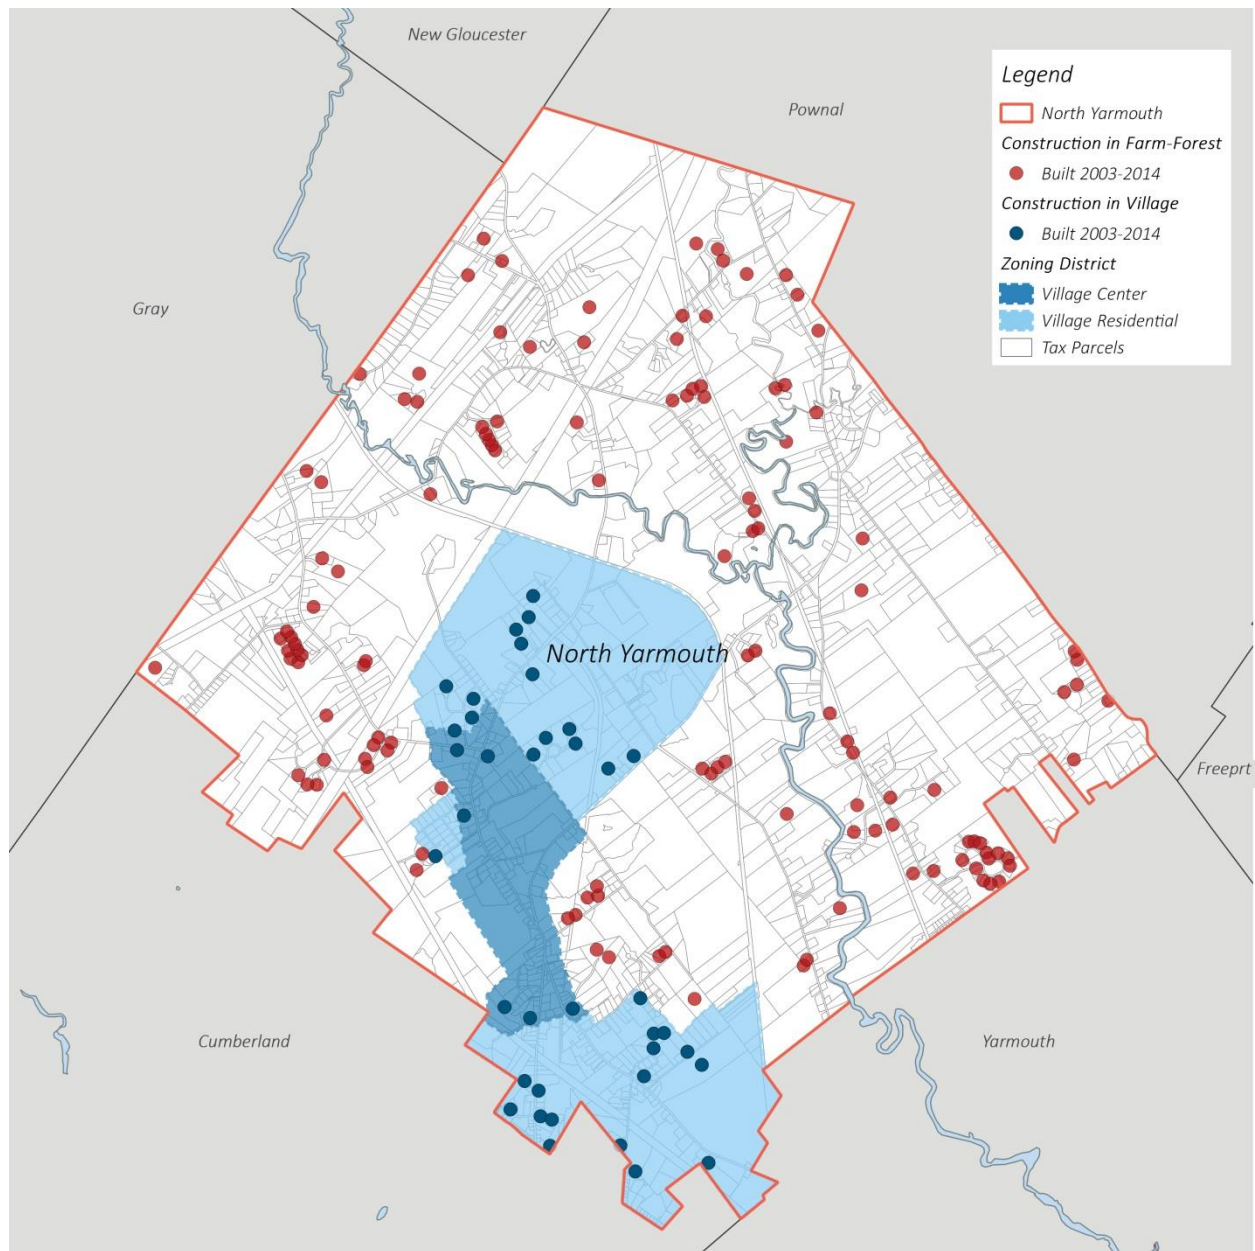 New Gloucester
Pownal
Legend
North Yarmouth
Construction in Farm-Forest
Built 2003-2014
Construction in Village
Built 2003-2014
Zoning District
Village Center
Village Residential
Tax Parcels
Gray
North Yarmouth
Freeprt
Cumberland
Yarmouth